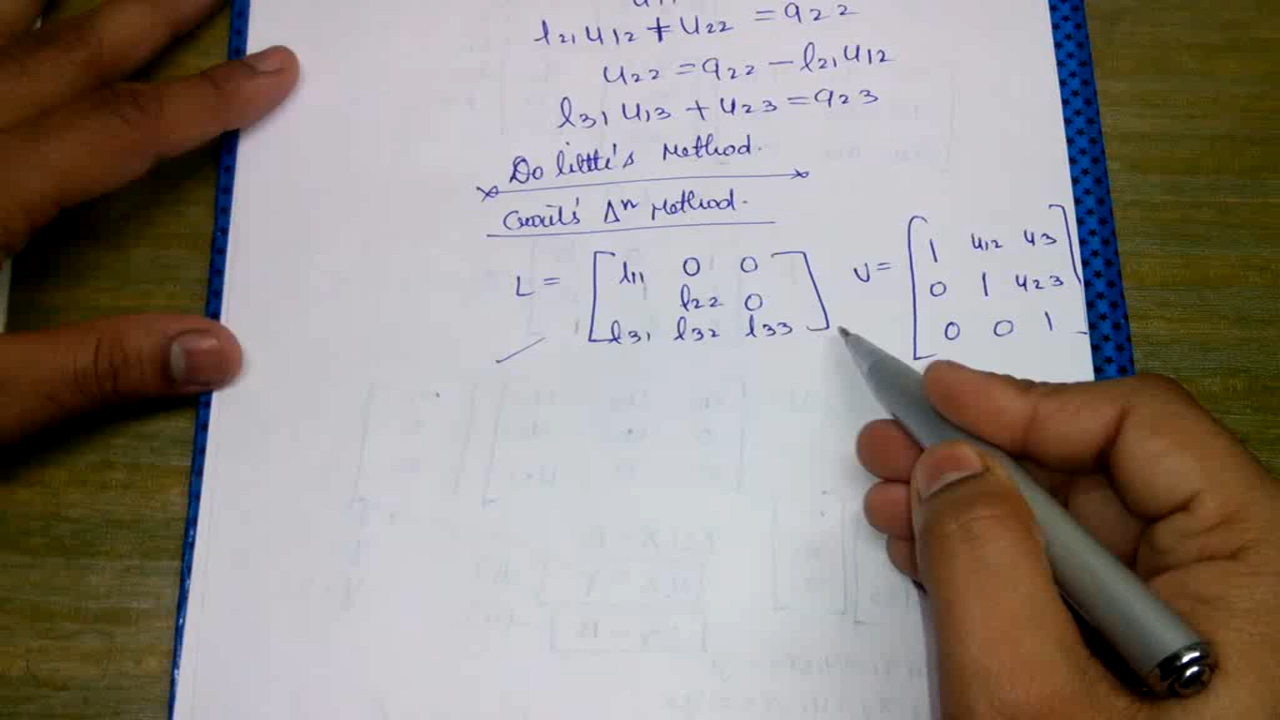 l21 u12 + u22 = a22
u22 = a22 - l21 u12
l31 u13 + u23 = a23
Do little's Method.
Crout's Δⁿ Method.
L = [ l11 0 0 U = [ 1 u12 u3
l22 0 0 1 u23
l31 l32 l33 ] 0 0 1 ]